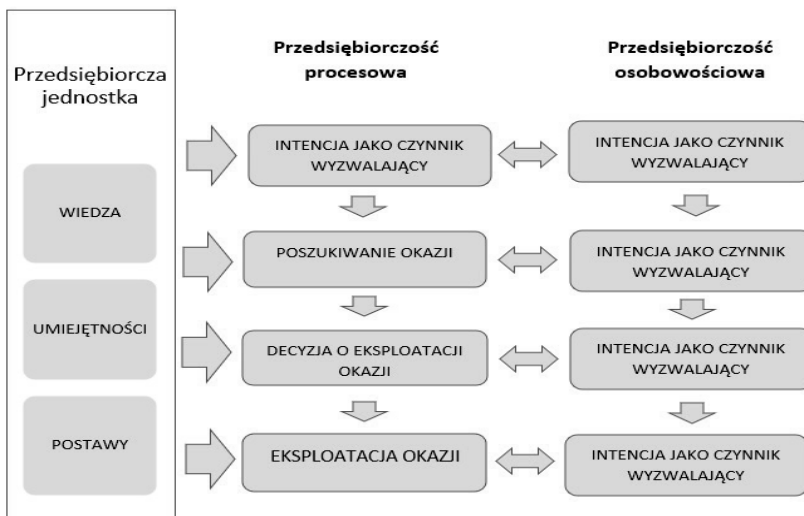 Przedsiębiorcza
jednostka
WIEDZA
UMIEJĘTNOŚCI
POSTAWY
Przedsiębiorczość
procesowa
INTENCJA JAKO CZYNNIK
WYZWALAJĄCY
POSZUKIWANIE OKAZJI
DECYZJA O EKSPLOATACJI
OKAZJI
EKSPLOATACJA OKAZJI
Przedsiębiorczość
osobowościowa
INTENCJA JAKO CZYNNIK
WYZWALAJĄCY
INTENCJA JAKO CZYNNIK
WYZWALAJĄCY
INTENCJA JAKO CZYNNIK
WYZWALAJĄCY
INTENCJA JAKO CZYNNIK
WYZWALAJĄCY